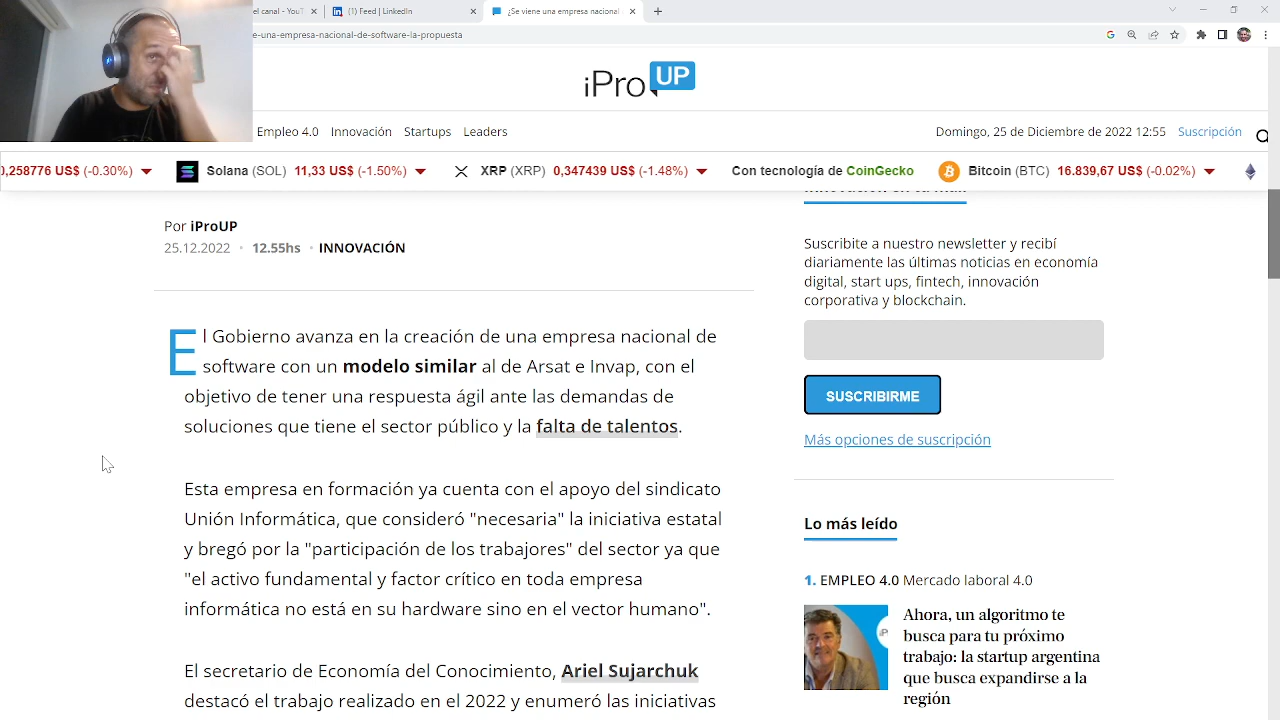 el canal - YouT
(1) Feed | LinkedIn
¿Se viene una empresa nacional
e-una-empresa-nacional-de-software-la-propuesta
iProUP
Empleo 4.0 Innovación Startups Leaders
Domingo, 25 de Diciembre de 2022 12:55 Suscripción
0,258776 US$ (-0.30%) Solana (SOL) 11,33 US$ (-1.50%) XRP (XRP) 0,347439 US$ (-1.48%) Con tecnología de CoinGecko Bitcoin (BTC) 16.839,67 US$ (-0.02%)
Por iProUP
25.12.2022 • 12.55hs • INNOVACIÓN
El Gobierno avanza en la creación de una empresa nacional de
software con un modelo similar al de Arsat e Invap, con el
objetivo de tener una respuesta ágil ante las demandas de
soluciones que tiene el sector público y la falta de talentos.
Esta empresa en formación ya cuenta con el apoyo del sindicato
Unión Informática, que consideró "necesaria" la iniciativa estatal
y bregó por la "participación de los trabajadores" del sector ya que
"el activo fundamental y factor crítico en toda empresa
informática no está en su hardware sino en el vector humano".
El secretario de Economía del Conocimiento, Ariel Sujarchuk
destacó el trabajo realizado en el 2022 y enumeró las iniciativas
Suscribite a nuestro newsletter y recibí
diariamente las últimas noticias en economía
digital, start ups, fintech, innovación
corporativa y blockchain.
SUSCRIBIRME
Más opciones de suscripción
Lo más leído
1. EMPLEO 4.0 Mercado laboral 4.0
Ahora, un algoritmo te
busca para tu próximo
trabajo: la startup argentina
que busca expandirse a la
región